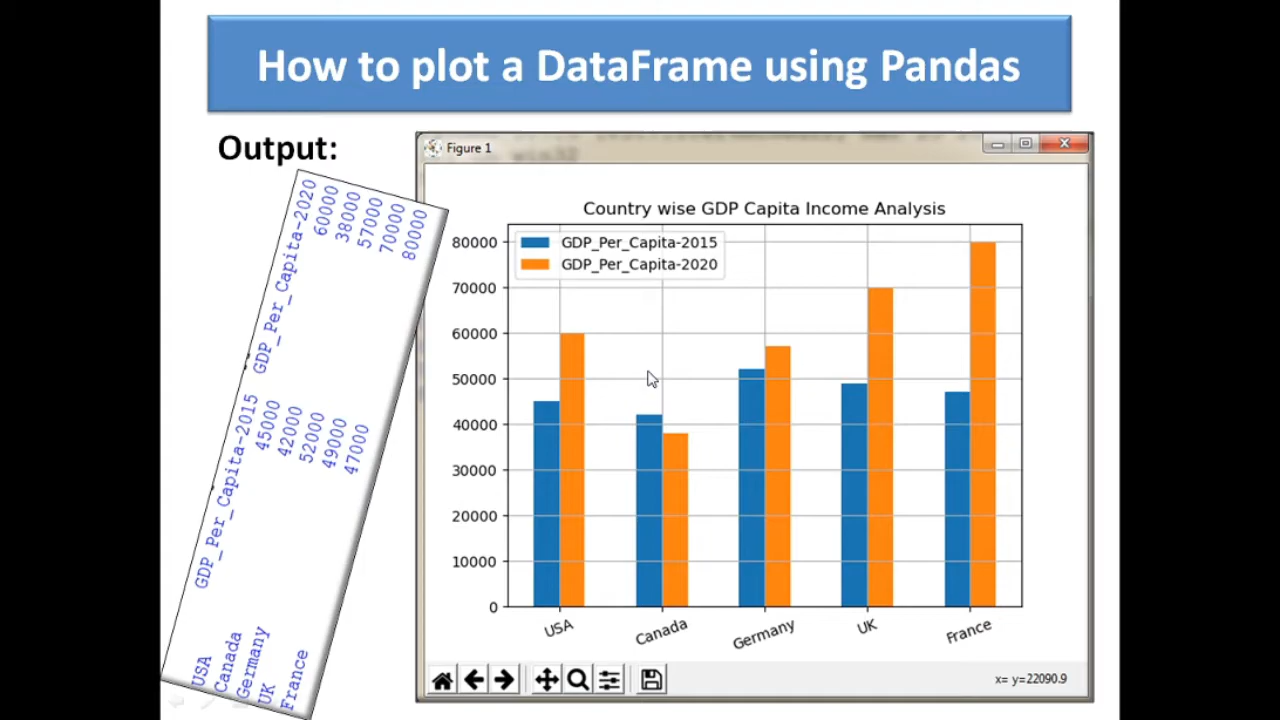 How to plot a DataFrame using Pandas
Output:
GDP_Per_Capita-2015 GDP_Per_Capita-2020
USA 45000 60000
Canada 42000 38000
Germany 52000 57000
UK 49000 70000
France 47000 80000
Figure 1
Country wise GDP Capita Income Analysis
GDP_Per_Capita-2015
GDP_Per_Capita-2020
80000
70000
60000
50000
40000
30000
20000
10000
0
USA Canada Germany UK France
x= y=22090.9